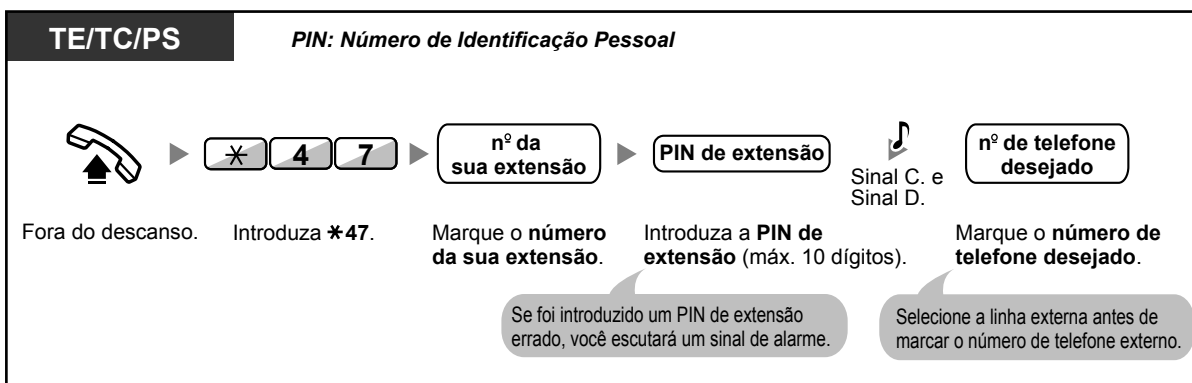 TE/TC/PS
PIN: Número de Identificação Pessoal
✱ 4 7
nº da
sua extensão
PIN de extensão
Sinal C. e
Sinal D.
nº de telefone
desejado
Fora do descanso.
Introduza ✱47.
Marque o número
da sua extensão.
Introduza a PIN de
extensão (máx. 10 dígitos).
Marque o número de
telefone desejado.
Se foi introduzido um PIN de extensão
errado, você escutará um sinal de alarme.
Selecione a linha externa antes de
marcar o número de telefone externo.